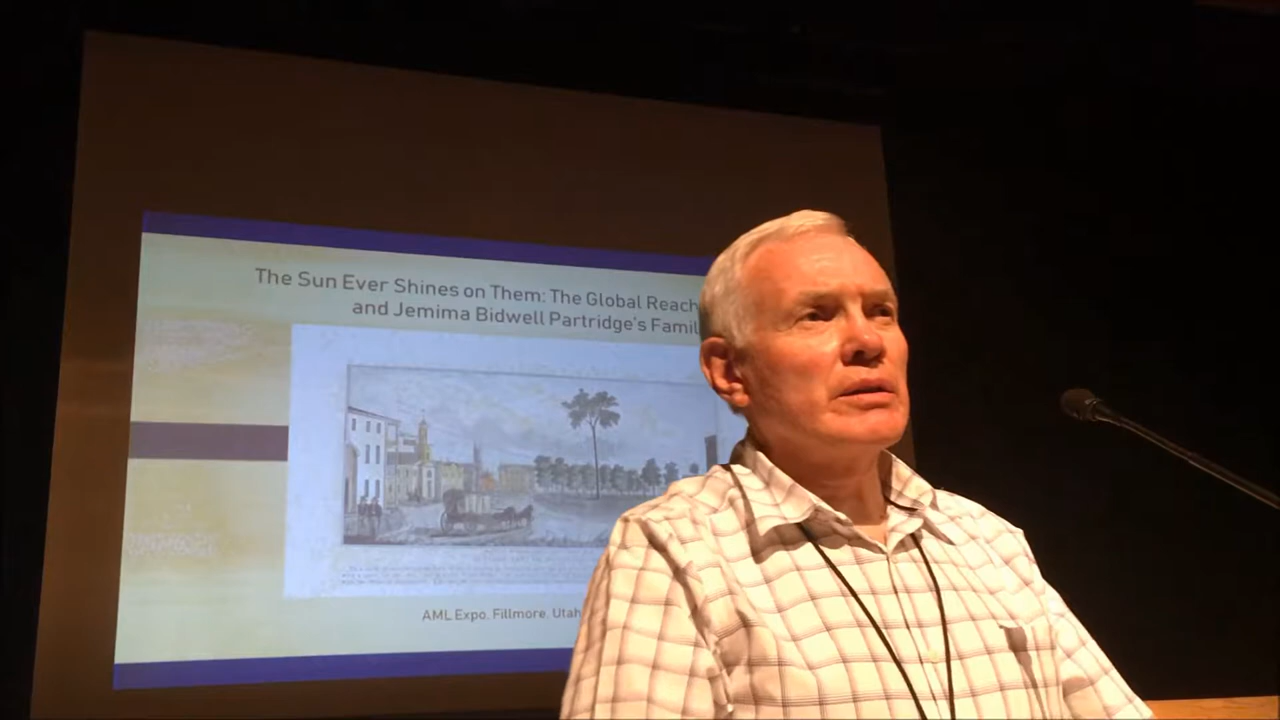 The Sun Ever Shines on Them: The Global Reach
and Jemima Bidwell Partridge's Famil
AML Expo. Fillmore. Utah